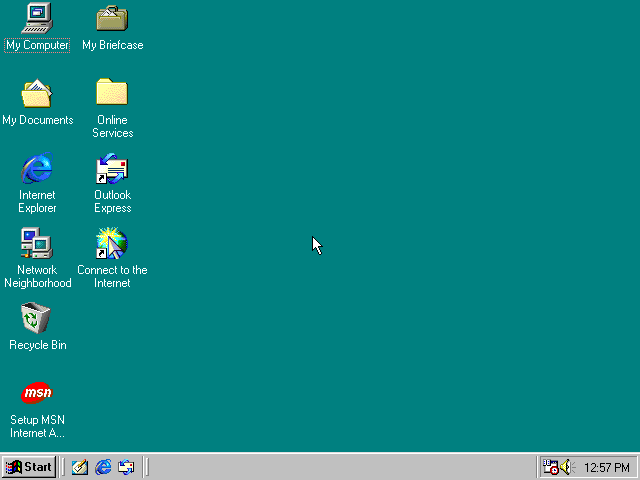 My Computer
My Briefcase
My Documents
Online
Services
Internet
Explorer
Outlook
Express
Network
Neighborhood
Connect to the
Internet
Recycle Bin
msn
Setup MSN
Internet A...
Start
12:57 PM